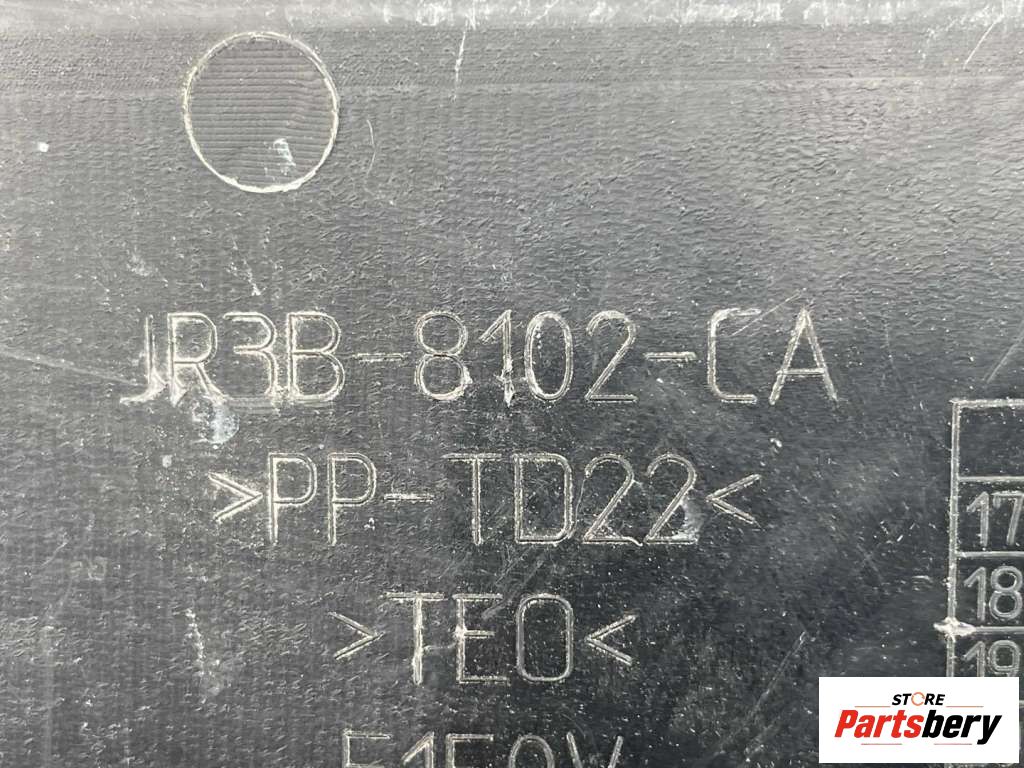 JR3B-8102-CA
>PP-TD22<
>TEO<
17
18
19
STORE
Partsbery